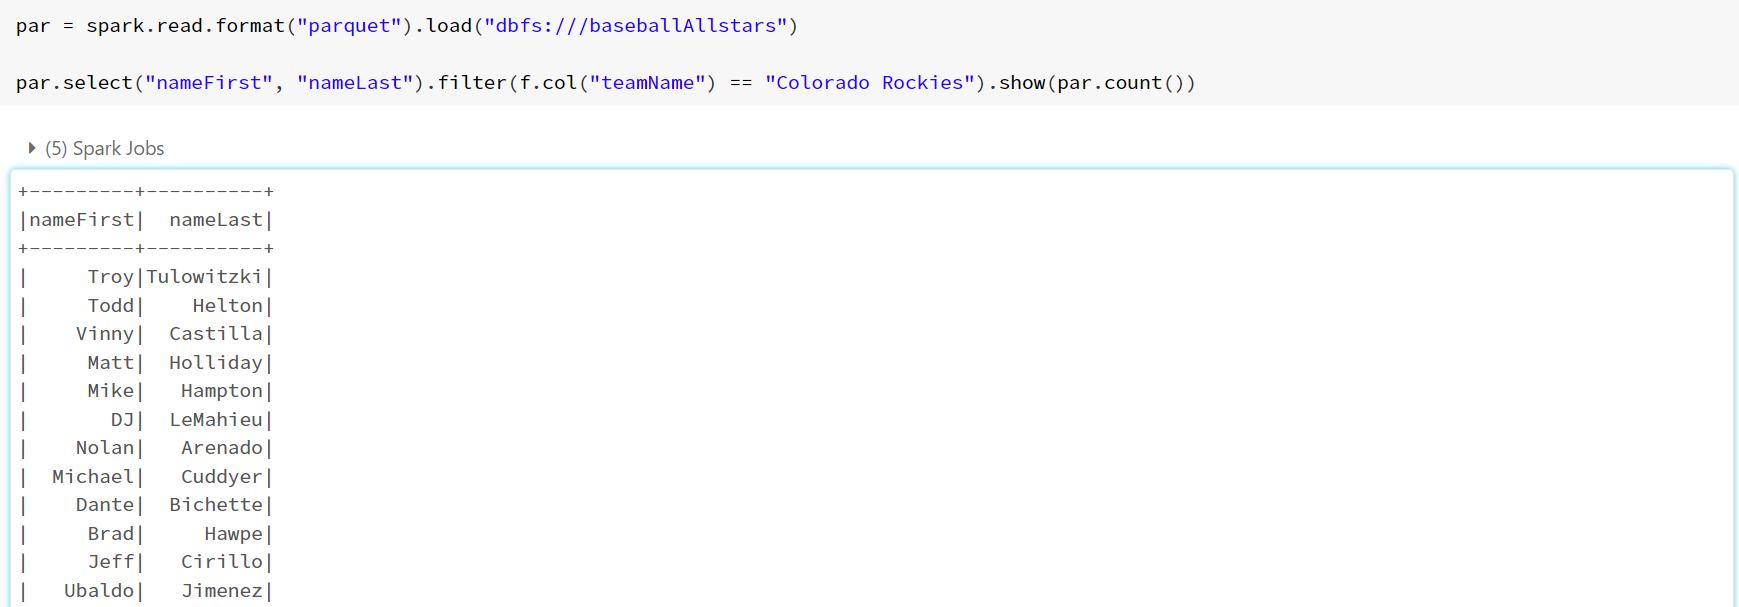 par = spark.read.format("parquet").load("dbfs:///baseballAllstars")
par.select("nameFirst", "nameLast").filter(f.col("teamName") == "Colorado Rockies").show(par.count())
(5) Spark Jobs
+---------+----------+
|nameFirst|  nameLast|
+---------+----------+
|     Troy|Tulowitzki|
|     Todd|    Helton|
|    Vinny|  Castilla|
|     Matt|  Holliday|
|     Mike|   Hampton|
|       DJ|  LeMahieu|
|    Nolan|   Arenado|
|  Michael|   Cuddyer|
|    Dante|  Bichette|
|     Brad|     Hawpe|
|     Jeff|   Cirillo|
|   Ubaldo|   Jimenez|